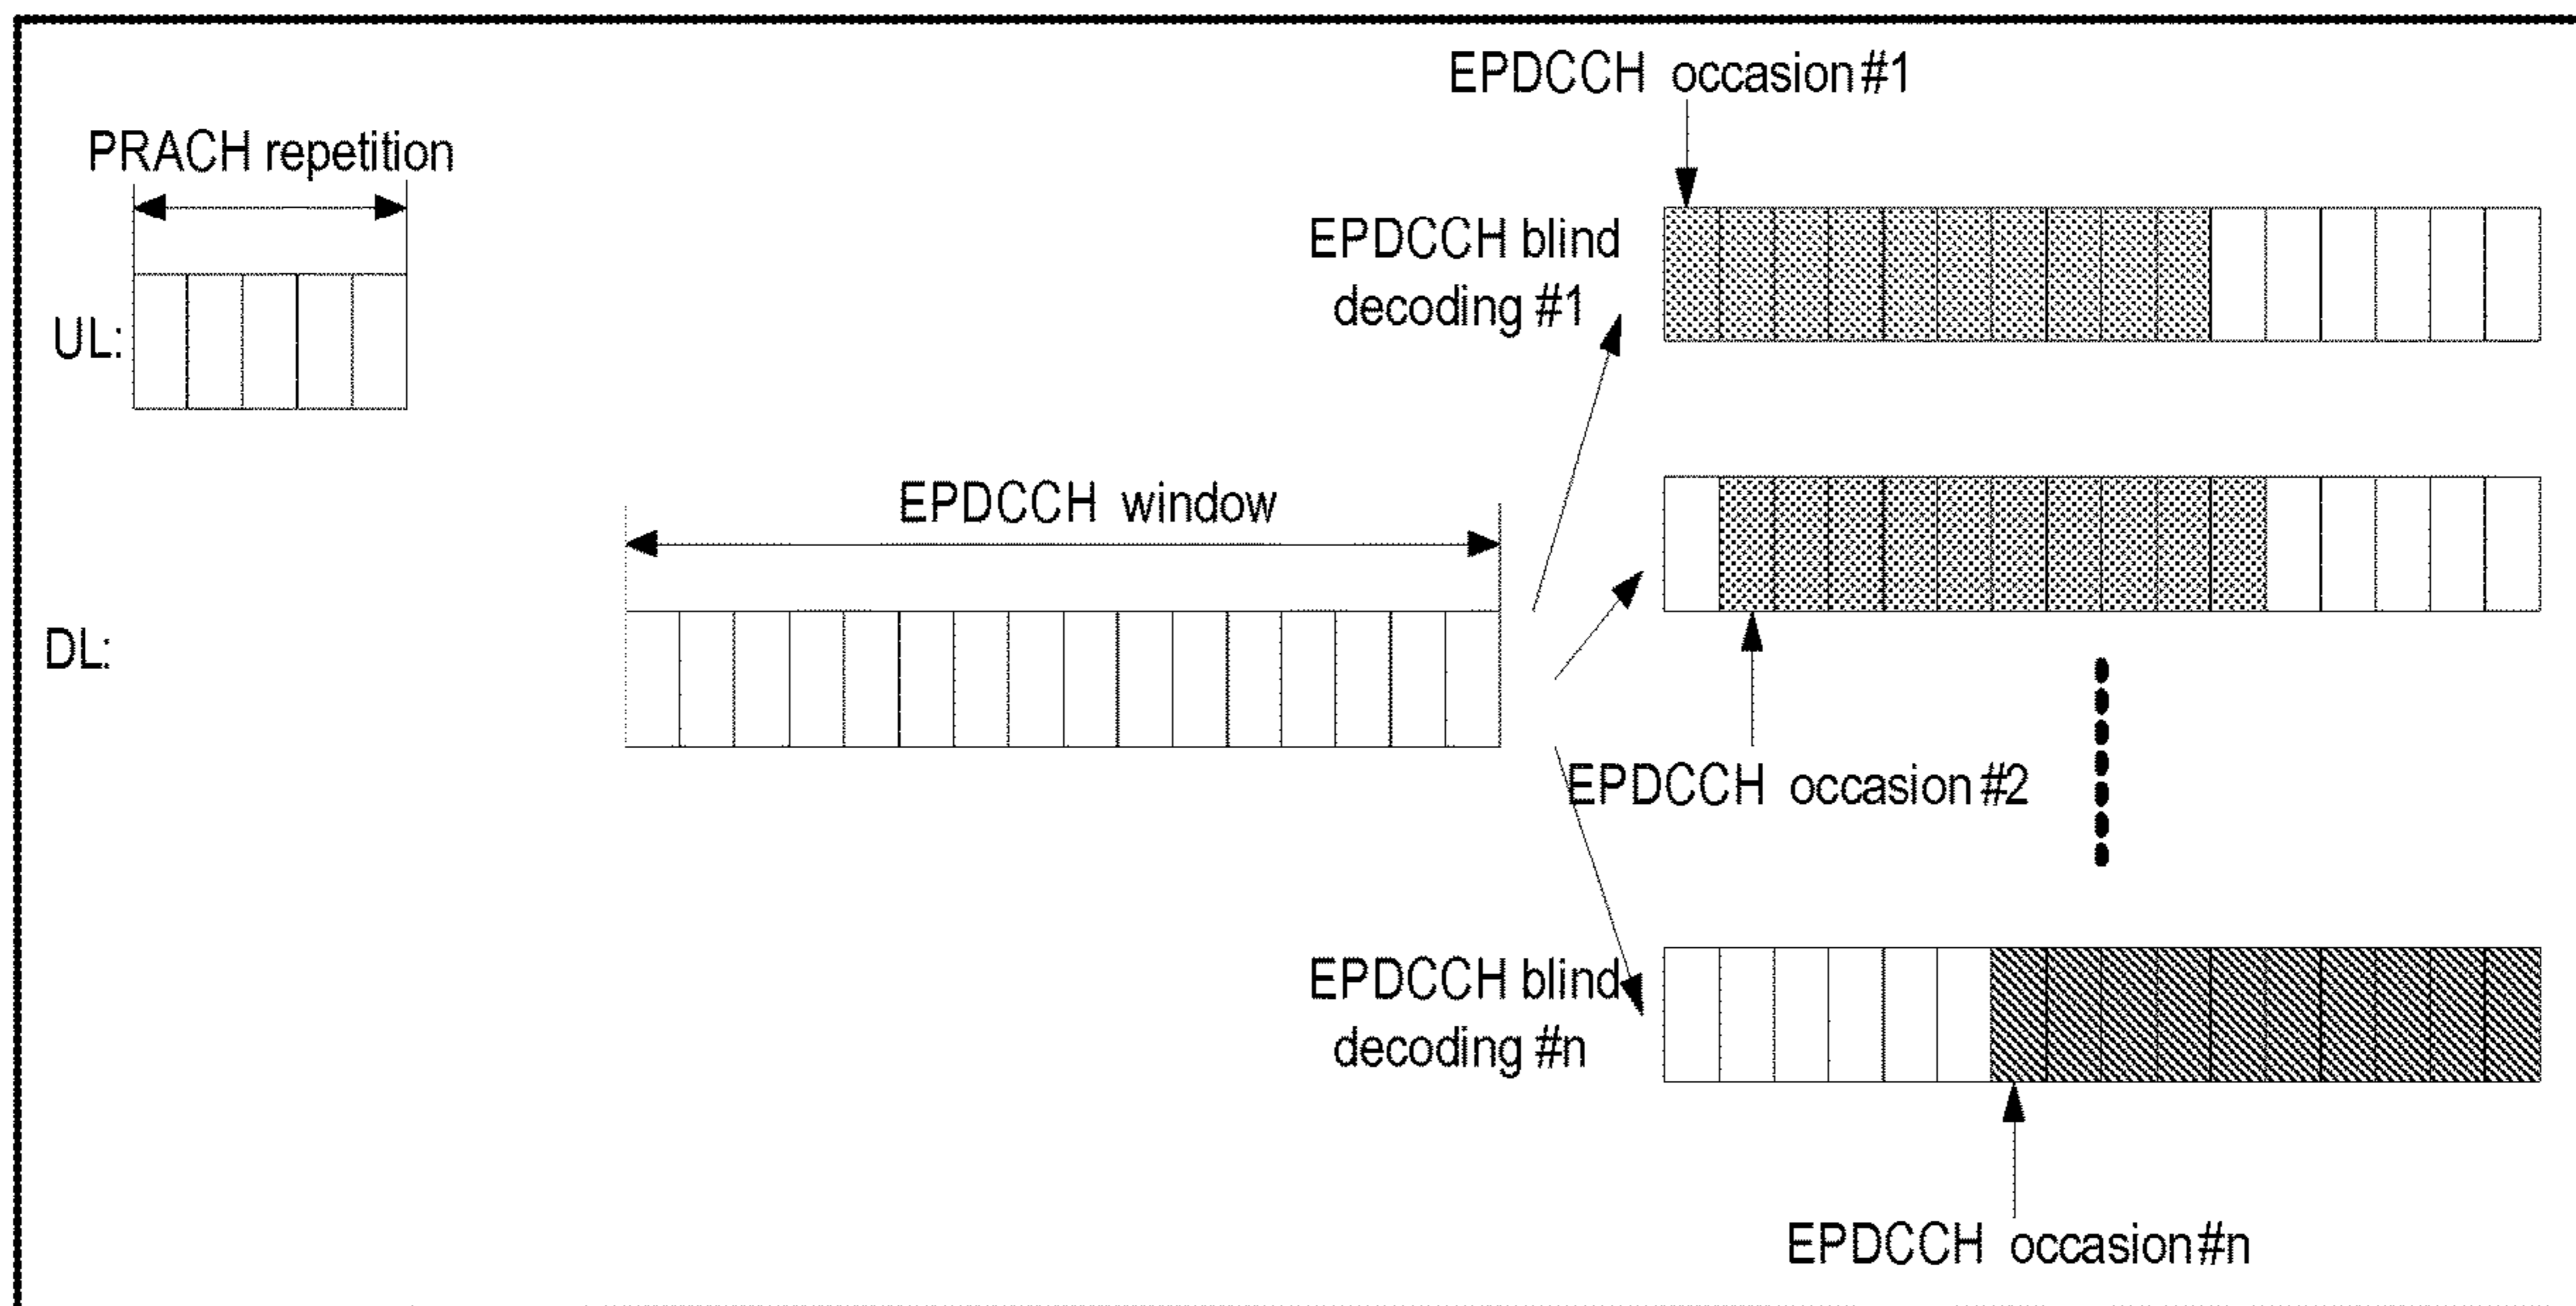 EPDCCH occasion#1
PRACH repetition
EPDCCH blind
decoding #1
UL:
EPDCCH window
DL:
EPDCCH occasion#2
EPDCCH blind
decoding #n
EPDCCH occasion#n